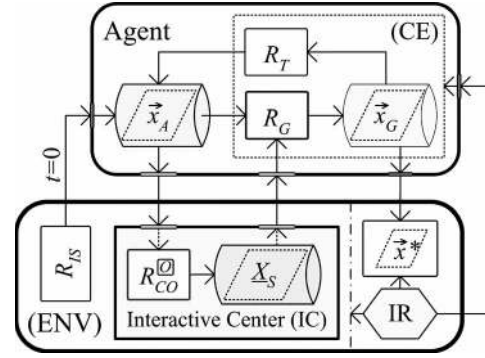 Agent
(CE)
R_T
x⃗_A
R_G
x⃗_G
t=0
R_IS
R_CO^[O]
X_S
x⃗*
(ENV)
Interactive Center (IC)
IR